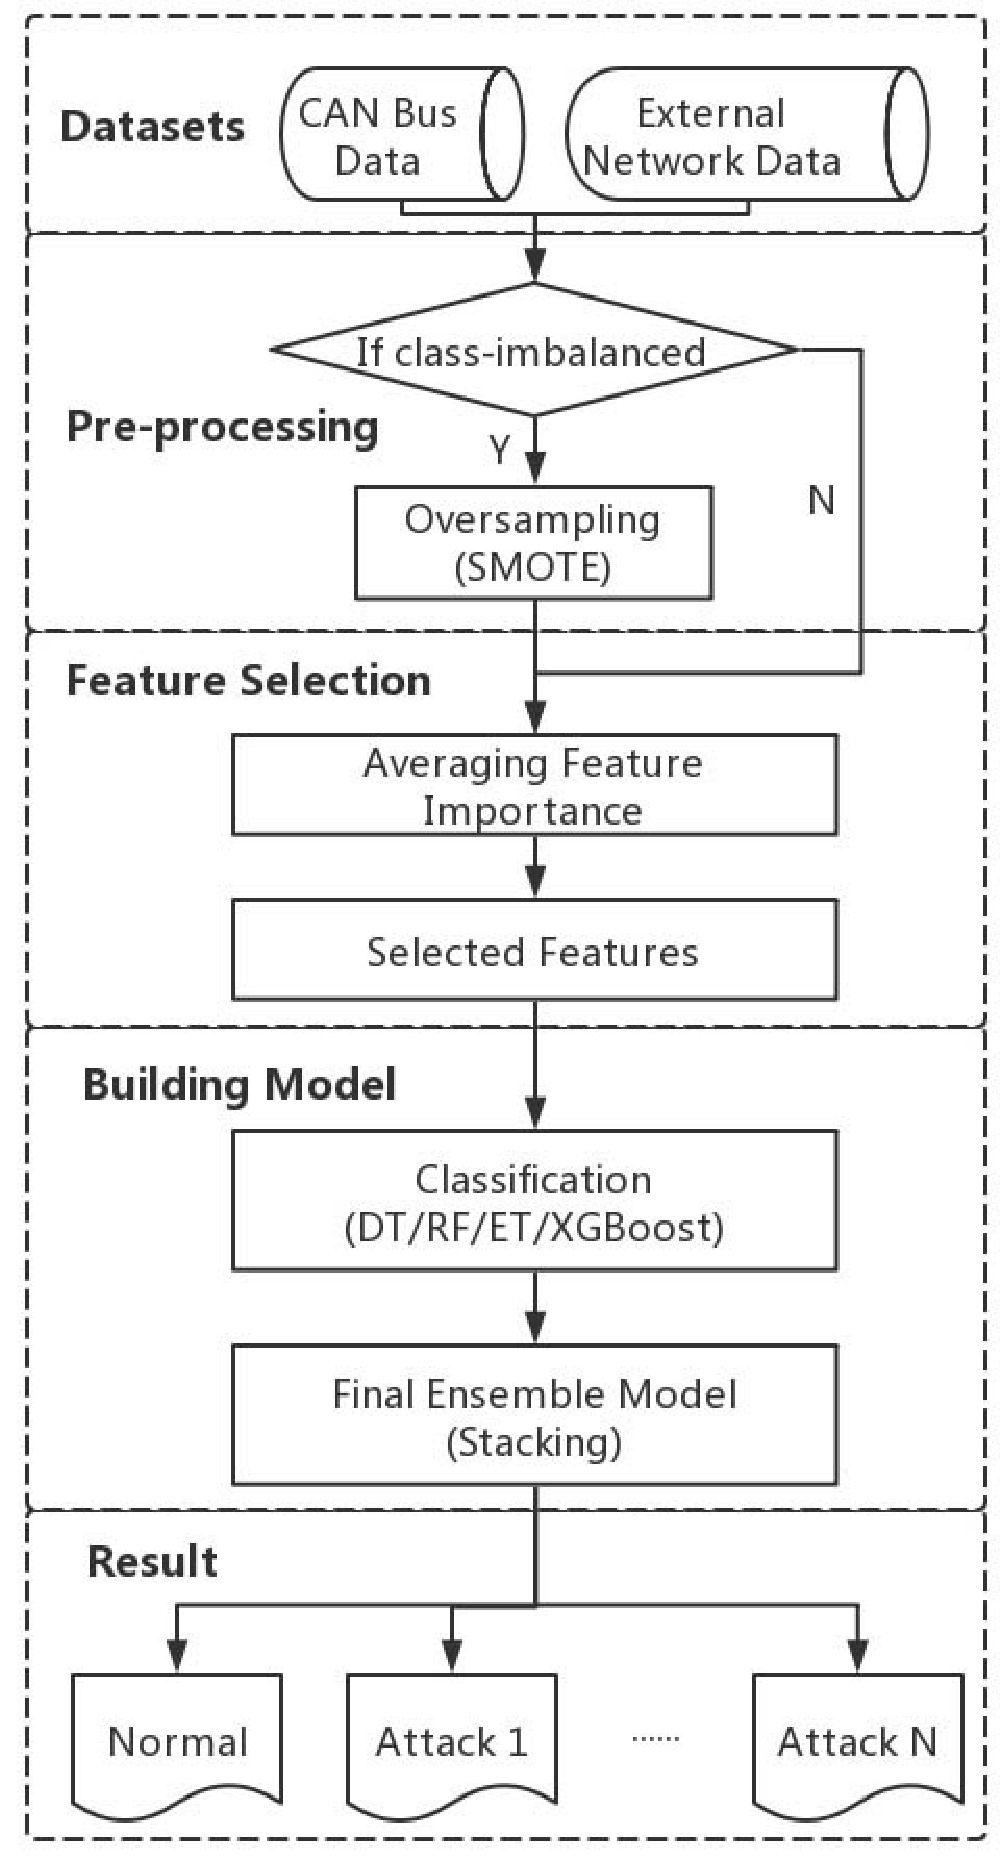 Datasets
CAN Bus
Data
External
Network Data
If class-imbalanced
Pre-processing
Y
N
Oversampling
(SMOTE)
Feature Selection
Averaging Feature
Importance
Selected Features
Building Model
Classification
(DT/RF/ET/XGBoost)
Final Ensemble Model
(Stacking)
Result
Normal
Attack 1
......
Attack N